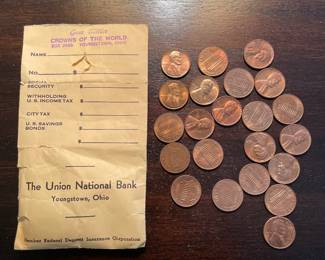 CROWNS OF THE WORLD
YOUNGSTOWN, OHIO
NAME
NO. $
SOCIAL
SECURITY $
WITHHOLDING
U. S. INCOME TAX $
CITY TAX $
U. S. SAVINGS
BONDS $
$
The Union National Bank
Youngstown, Ohio
Member Federal Deposit Insurance Corporation